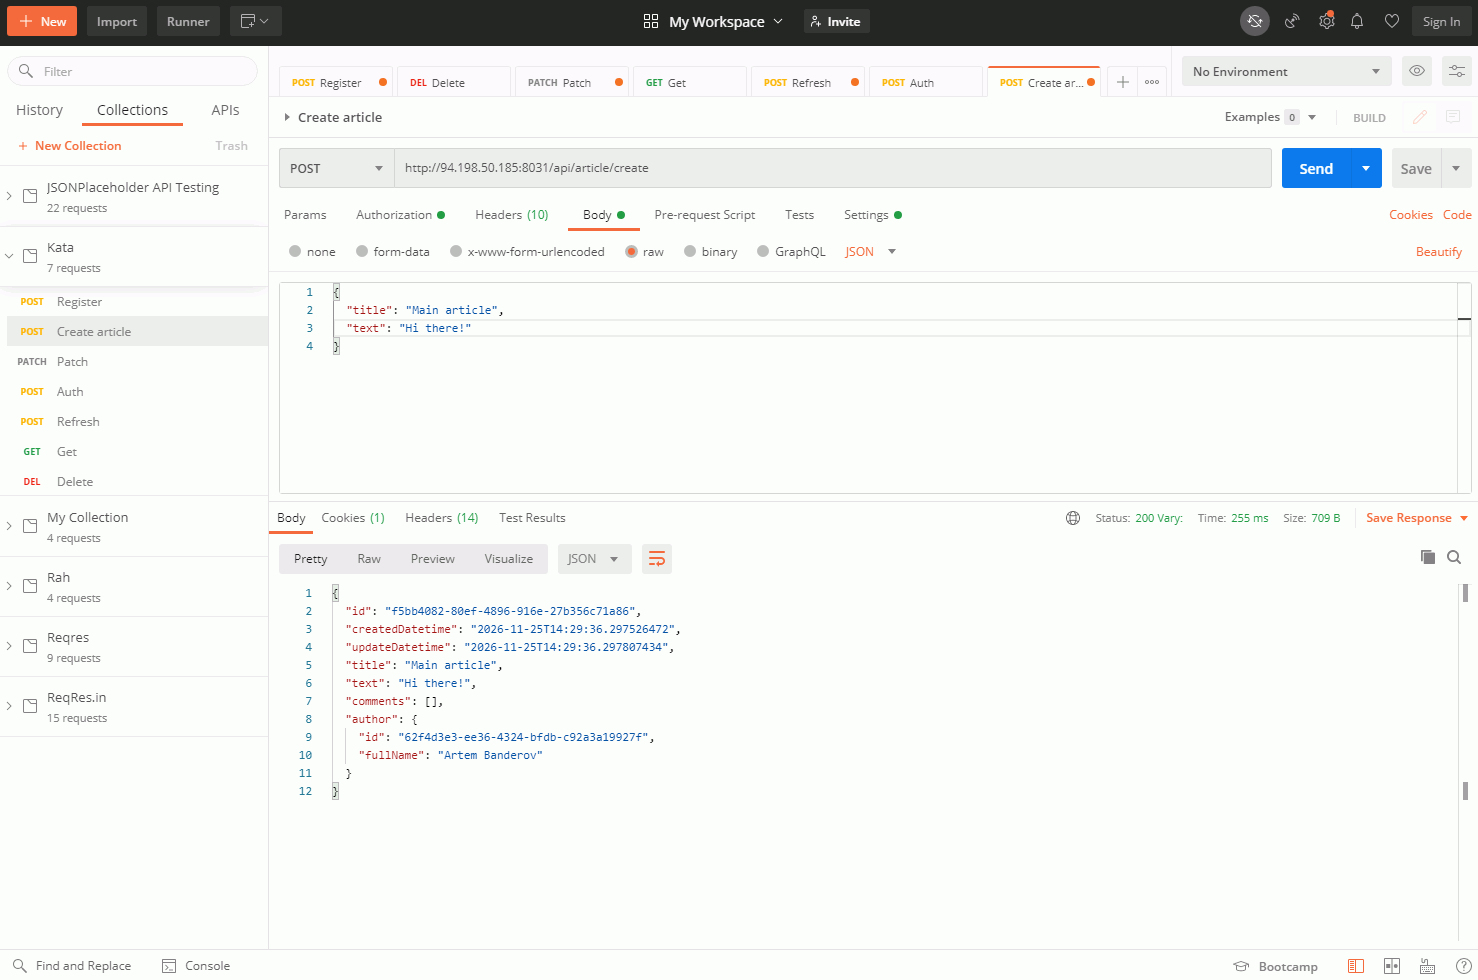 New Import Runner My Workspace Invite Sign In
Filter
History Collections APIs
New Collection Trash
JSONPlaceholder API Testing
22 requests
Kata
7 requests
POST Register
POST Create article
PATCH Patch
POST Auth
POST Refresh
GET Get
DEL Delete
My Collection
4 requests
Rah
4 requests
Reqres
9 requests
ReqRes.in
15 requests
POST Register DEL Delete PATCH Patch GET Get POST Refresh POST Auth POST Create ar... No Environment
Create article Examples 0 BUILD
POST http://94.198.50.185:8031/api/article/create Send Save
Params Authorization Headers (10) Body Pre-request Script Tests Settings Cookies Code
none form-data x-www-form-urlencoded raw binary GraphQL JSON Beautify
1 {
2 "title": "Main article",
3 "text": "Hi there!"
4 }
Body Cookies (1) Headers (14) Test Results Status: 200 Vary: Time: 255 ms Size: 709 B Save Response
Pretty Raw Preview Visualize JSON
1 {
2 "id": "f5bb4082-80ef-4896-916e-27b356c71a86",
3 "createdDatetime": "2026-11-25T14:29:36.297526472",
4 "updateDatetime": "2026-11-25T14:29:36.297807434",
5 "title": "Main article",
6 "text": "Hi there!",
7 "comments": [],
8 "author": {
9 "id": "62f4d3e3-ee36-4324-bfdb-c92a3a19927f",
10 "fullName": "Artem Banderov"
11 }
12 }
Find and Replace Console Bootcamp